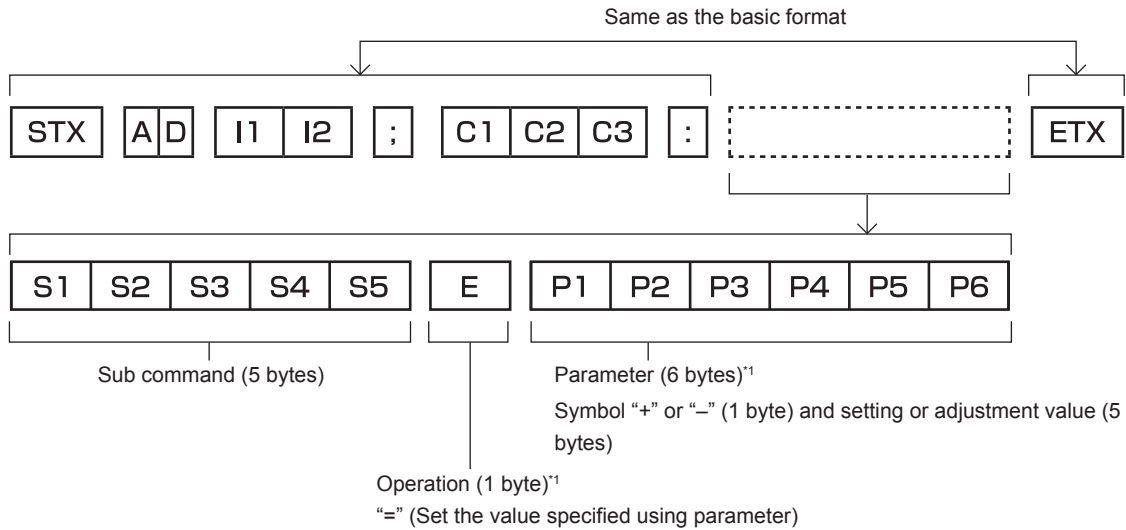 Same as the basic format
STX A D I1 I2 ; C1 C2 C3 : ETX
S1 S2 S3 S4 S5 E P1 P2 P3 P4 P5 P6
Sub command (5 bytes)
Parameter (6 bytes)*1
Symbol “+” or “–” (1 byte) and setting or adjustment value (5
bytes)
Operation (1 byte)*1
“=” (Set the value specified using parameter)